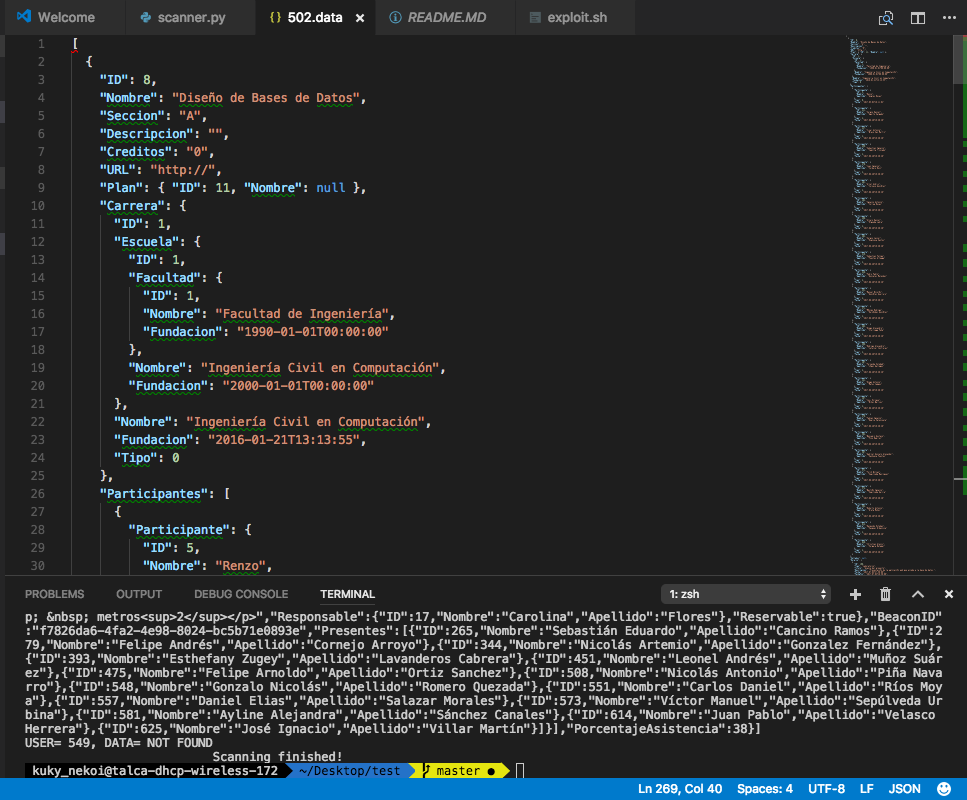 Welcome scanner.py {} 502.data × README.MD exploit.sh ...
1 [
2 {
3 "ID": 8,
4 "Nombre": "Diseño de Bases de Datos",
5 "Seccion": "A",
6 "Descripcion": "",
7 "Creditos": "0",
8 "URL": "http://",
9 "Plan": { "ID": 11, "Nombre": null },
10 "Carrera": {
11 "ID": 1,
12 "Escuela": {
13 "ID": 1,
14 "Facultad": {
15 "ID": 1,
16 "Nombre": "Facultad de Ingeniería",
17 "Fundacion": "1990-01-01T00:00:00"
18 },
19 "Nombre": "Ingeniería Civil en Computación",
20 "Fundacion": "2000-01-01T00:00:00"
21 },
22 "Nombre": "Ingeniería Civil en Computación",
23 "Fundacion": "2016-01-21T13:13:55",
24 "Tipo": 0
25 },
26 "Participantes": [
27 {
28 "Participante": {
29 "ID": 5,
30 "Nombre": "Renzo",
PROBLEMS OUTPUT DEBUG CONSOLE TERMINAL 1: zsh
p; &nbsp; metros<sup>2</sup></p>","Responsable":{"ID":17,"Nombre":"Carolina","Apellido":"Flores"},"Reservable":true},"BeaconID"
:"f7826da6-4fa2-4e98-8024-bc5b71e0893e","Presentes":[{"ID":265,"Nombre":"Sebastián Eduardo","Apellido":"Cancino Ramos"},{"ID":2
79,"Nombre":"Felipe Andrés","Apellido":"Cornejo Arroyo"},{"ID":344,"Nombre":"Nicolás Artemio","Apellido":"Gonzalez Fernández"},
{"ID":393,"Nombre":"Esthefany Zugey","Apellido":"Lavanderos Cabrera"},{"ID":451,"Nombre":"Leonel Andrés","Apellido":"Muñoz Suár
ez"},{"ID":475,"Nombre":"Felipe Arnoldo","Apellido":"Ortiz Sanchez"},{"ID":508,"Nombre":"Nicolás Antonio","Apellido":"Piña Nava
rro"},{"ID":548,"Nombre":"Gonzalo Nicolás","Apellido":"Romero Quezada"},{"ID":551,"Nombre":"Carlos Daniel","Apellido":"Ríos Moy
a"},{"ID":557,"Nombre":"Daniel Elias","Apellido":"Salazar Morales"},{"ID":573,"Nombre":"Víctor Manuel","Apellido":"Sepúlveda Ur
bina"},{"ID":581,"Nombre":"Ayline Alejandra","Apellido":"Sánchez Canales"},{"ID":614,"Nombre":"Juan Pablo","Apellido":"Velasco
Herrera"},{"ID":625,"Nombre":"José Ignacio","Apellido":"Villar Martín"}]}],"PorcentajeAsistencia":38}]
USER= 549, DATA= NOT FOUND
Scanning finished!
kuky_nekoi@talca-dhcp-wireless-172 ~/Desktop/test master ●
Ln 269, Col 40 Spaces: 4 UTF-8 LF JSON